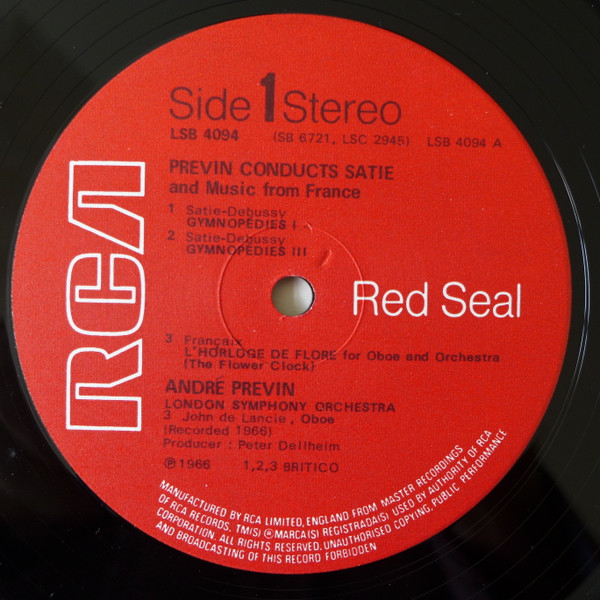 Side 1 Stereo
LSB 4094 (SB 6721, LSC 2945) LSB 4094 A
PREVIN CONDUCTS SATIE
and Music from France
1 Satie-Debussy
GYMNOPEDIES I
2 Satie-Debussy
GYMNOPEDIES III
RCA
Red Seal
3 Françaix
L'HORLOGE DE FLORE for Oboe and Orchestra
(The Flower Clock)
ANDRÉ PREVIN
LONDON SYMPHONY ORCHESTRA
3 John de Lancie, Oboe
(Recorded 1966)
Producer : Peter Dellheim
℗ 1966 1,2,3 BRITICO
MANUFACTURED BY RCA LIMITED, ENGLAND FROM MASTER RECORDINGS
OF RCA RECORDS. TM(S) ® MARCA(S) REGISTRADA(S) USED BY AUTHORITY OF RCA
CORPORATION. ALL RIGHTS RESERVED. UNAUTHORISED COPYING, PUBLIC PERFORMANCE
AND BROADCASTING OF THIS RECORD FORBIDDEN